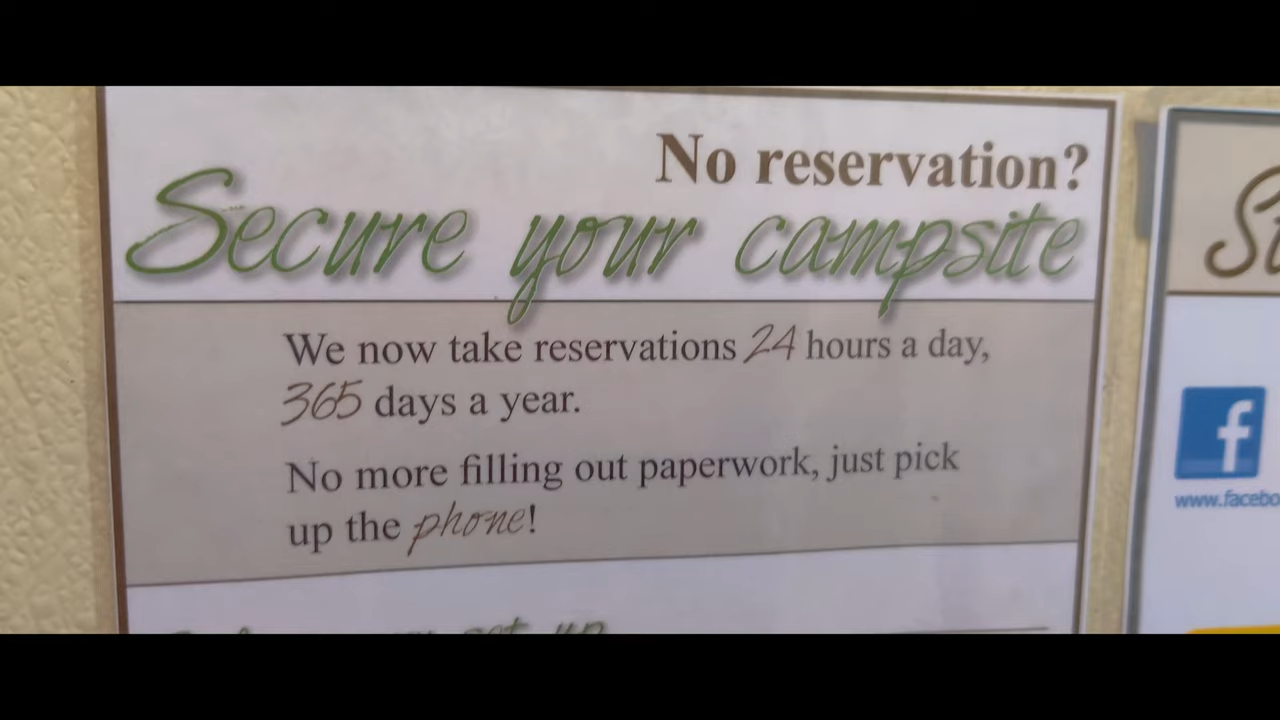 No reservation?
Secure your campsite
We now take reservations 24 hours a day,
365 days a year.
No more filling out paperwork, just pick
up the phone!
f
www.facebo